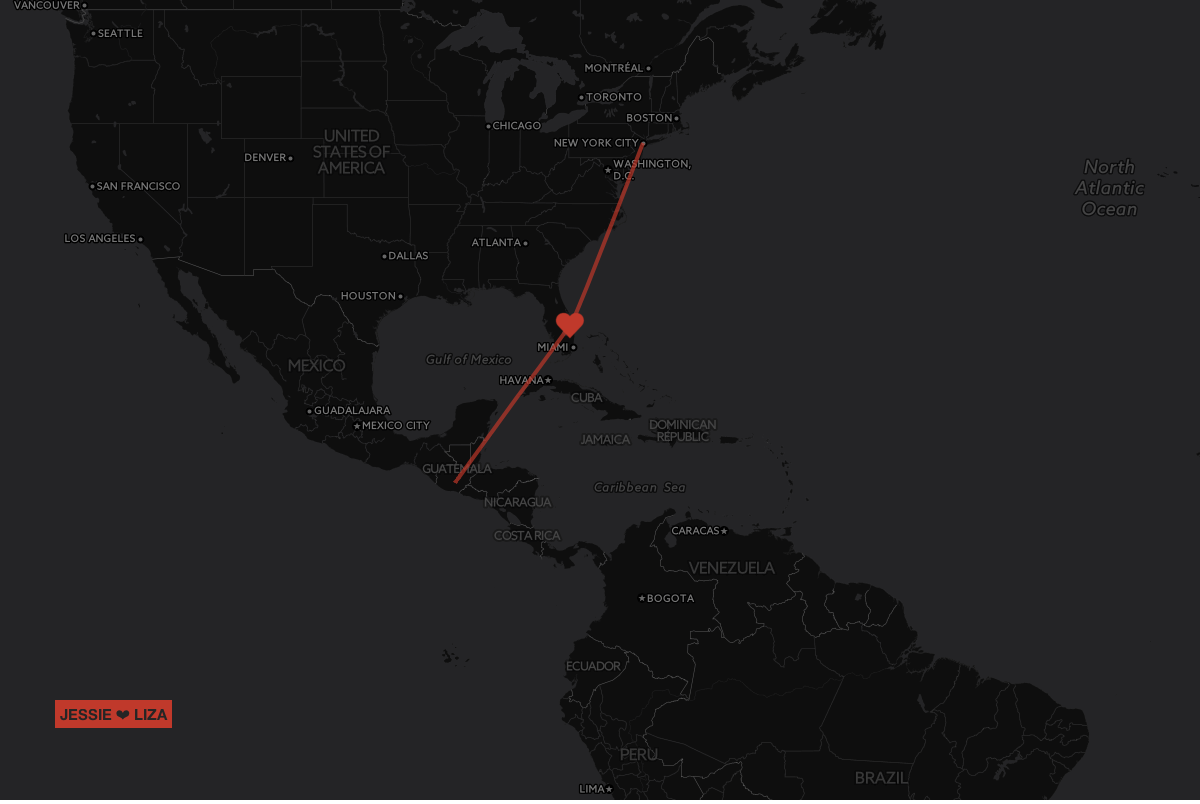 VANCOUVER
SEATTLE
MONTRÉAL
TORONTO
BOSTON
CHICAGO
UNITED
STATES OF
AMERICA
NEW YORK CITY
DENVER
WASHINGTON,
D.C.
North
Atlantic
Ocean
SAN FRANCISCO
LOS ANGELES
ATLANTA
DALLAS
HOUSTON
MIAMI
Gulf of Mexico
MEXICO
HAVANA
CUBA
GUADALAJARA
MEXICO CITY
DOMINICAN
REPUBLIC
JAMAICA
GUATEMALA
Caribbean Sea
NICARAGUA
COSTA RICA
CARACAS
VENEZUELA
BOGOTA
ECUADOR
JESSIE ❤ LIZA
PERU
BRAZIL
LIMA